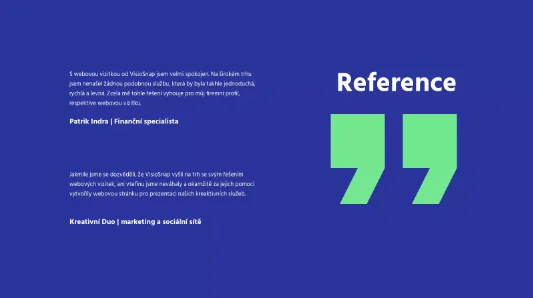 S webovou vizitkou od VisioSnap jsem velmi spokojen. Na širokém trhu
jsem nenašel žádnou podobnou službu, která by byla takhle jednoduchá,
rychlá a levná. Zcela mě tohle řešení vyhovuje pro můj firemní profil,
respektive webovou vizitku.
Patrik Indra | Finanční specialista
Jakmile jsme se dozvěděli, že VisioSnap vyšli na trh se svým řešením
webových vizitek, ani vteřinu jsme neváhaly a okamžitě za jejich pomoci
vytvořily webovou stránku pro prezentaci našich kreaktivních služeb.
Kreativní Duo | marketing a sociální sítě
Reference